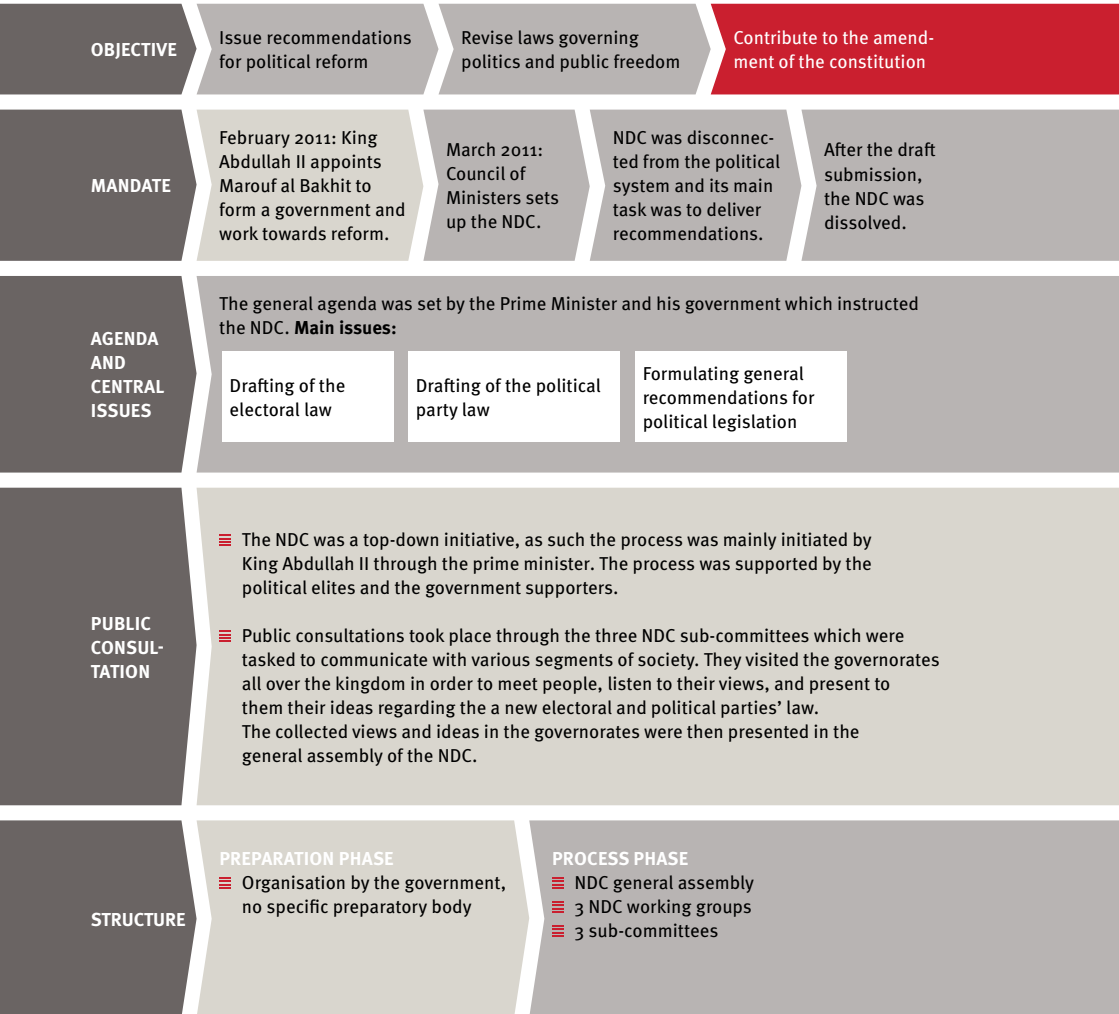 OBJECTIVE
Issue recommendations
for political reform
Revise laws governing
politics and public freedom
Contribute to the amend-
ment of the constitution
MANDATE
February 2011: King
Abdullah II appoints
Marouf al Bakhit to
form a government and
work towards reform.
March 2011:
Council of
Ministers sets
up the NDC.
NDC was disconnec-
ted from the political
system and its main
task was to deliver
recommendations.
After the draft
submission,
the NDC was
dissolved.
AGENDA
AND
CENTRAL
ISSUES
The general agenda was set by the Prime Minister and his government which instructed
the NDC. Main issues:
Drafting of the
electoral law
Drafting of the political
party law
Formulating general
recommendations for
political legislation
PUBLIC
CONSUL-
TATION
The NDC was a top-down initiative, as such the process was mainly initiated by
King Abdullah II through the prime minister. The process was supported by the
political elites and the government supporters.
Public consultations took place through the three NDC sub-committees which were
tasked to communicate with various segments of society. They visited the governorates
all over the kingdom in order to meet people, listen to their views, and present to
them their ideas regarding the a new electoral and political parties’ law.
The collected views and ideas in the governorates were then presented in the
general assembly of the NDC.
STRUCTURE
PREPARATION PHASE
Organisation by the government,
no specific preparatory body
PROCESS PHASE
NDC general assembly
3 NDC working groups
3 sub-committees